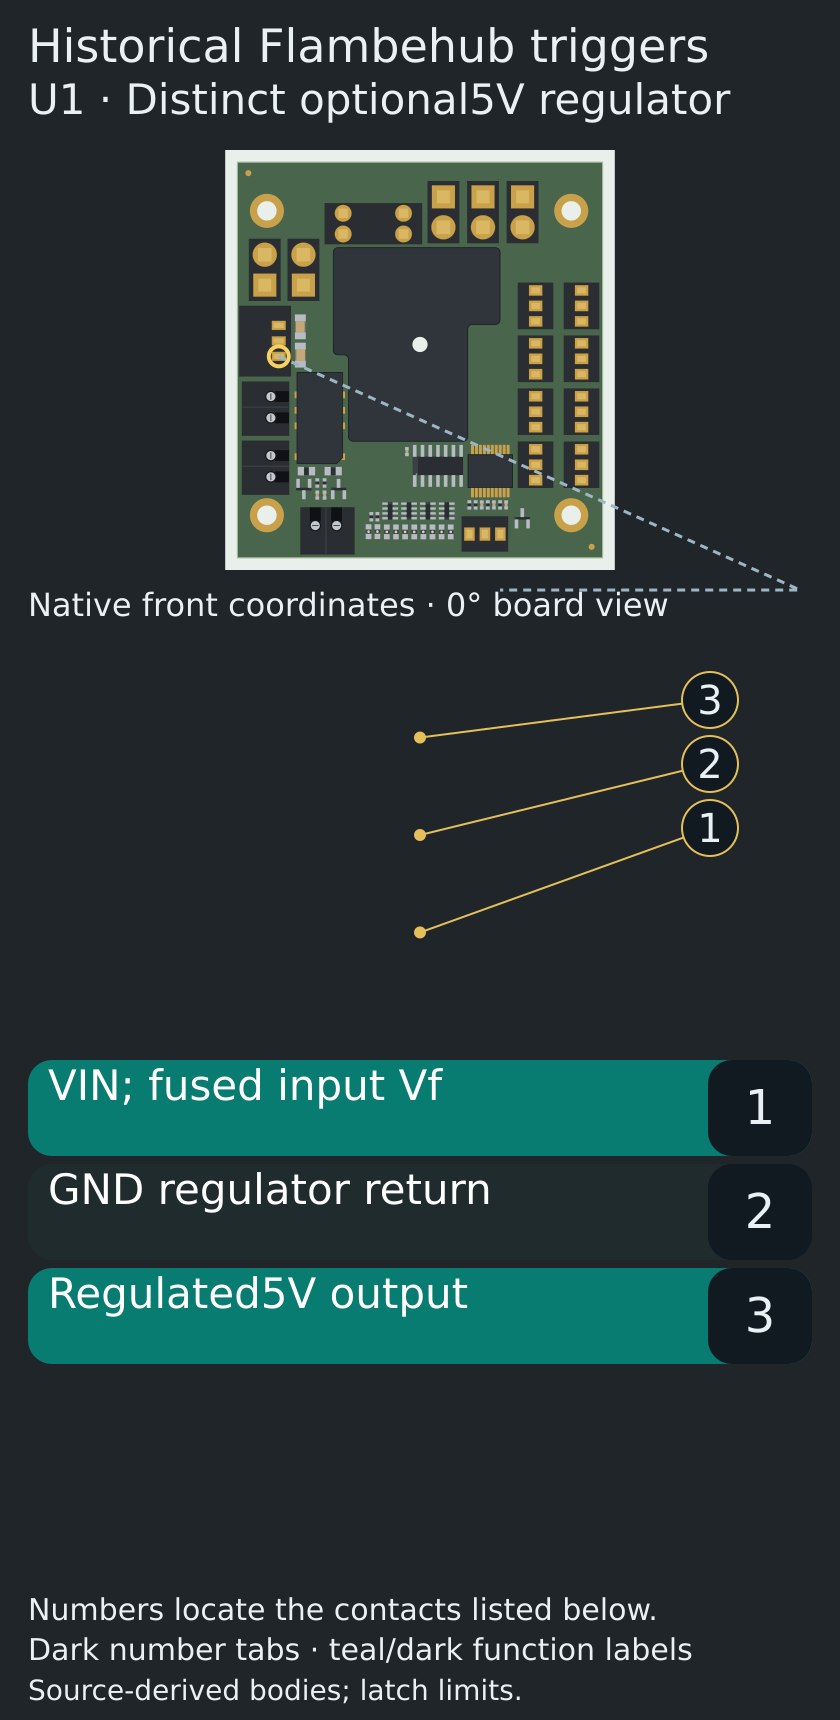 Historical Flambehub triggers
U1 · Distinct optional5V regulator
Native front coordinates · 0° board view
3
2
1
VIN; fused input Vf 1
GND regulator return 2
Regulated5V output 3
Numbers locate the contacts listed below.
Dark number tabs · teal/dark function labels
Source-derived bodies; latch limits.